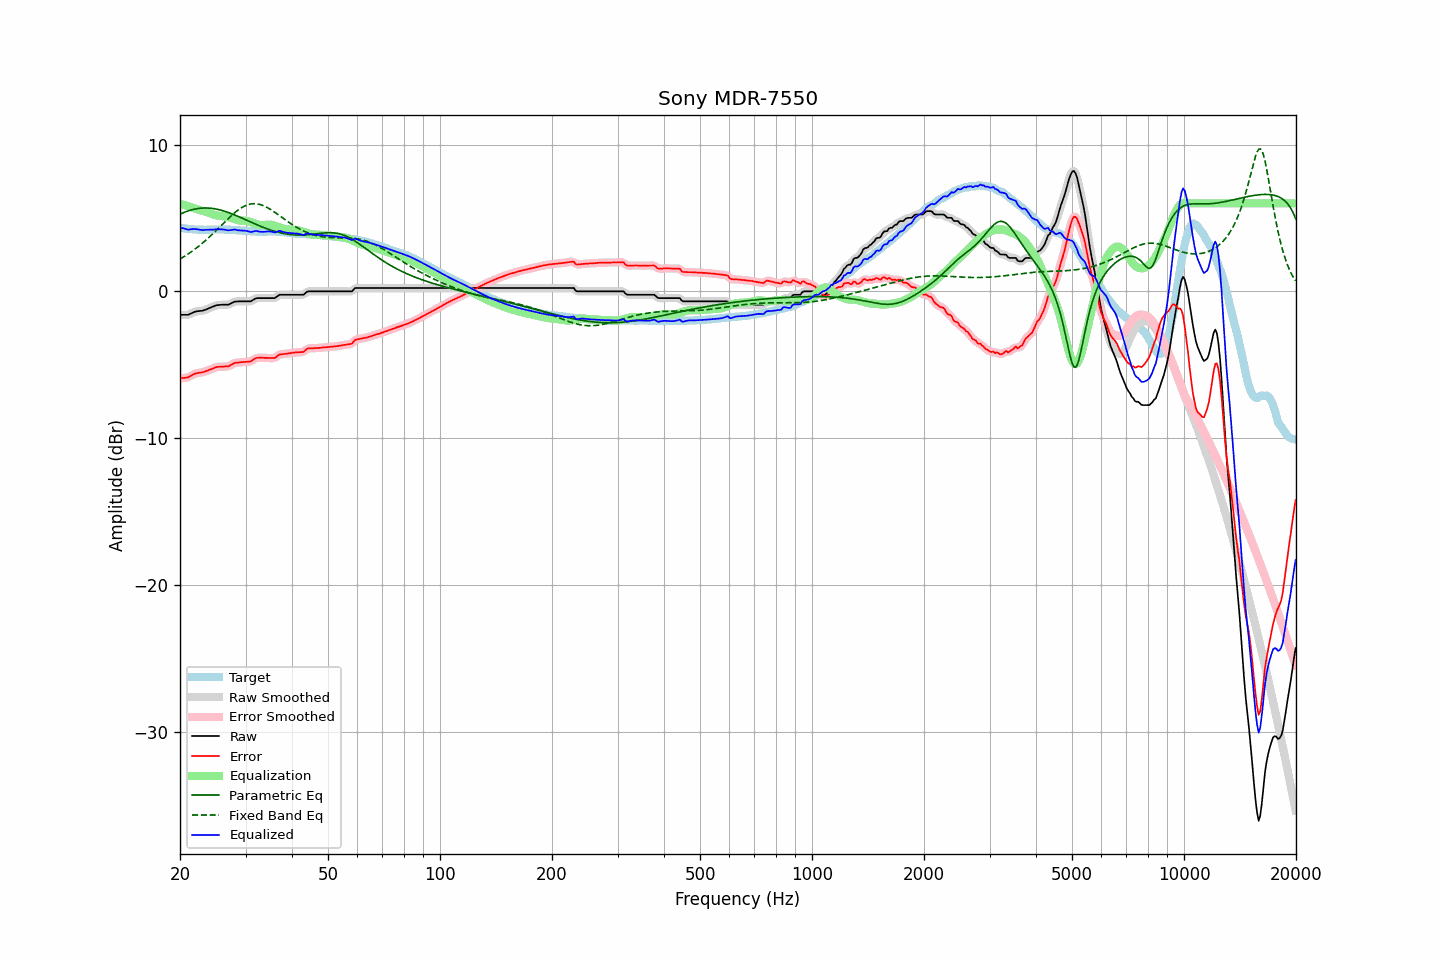 Sony MDR-7550
10
0
−10
−20
−30
Amplitude (dBr)
Target
Raw Smoothed
Error Smoothed
Raw
Error
Equalization
Parametric Eq
Fixed Band Eq
Equalized
20
50
100
200
500
1000
2000
5000
10000
20000
Frequency (Hz)